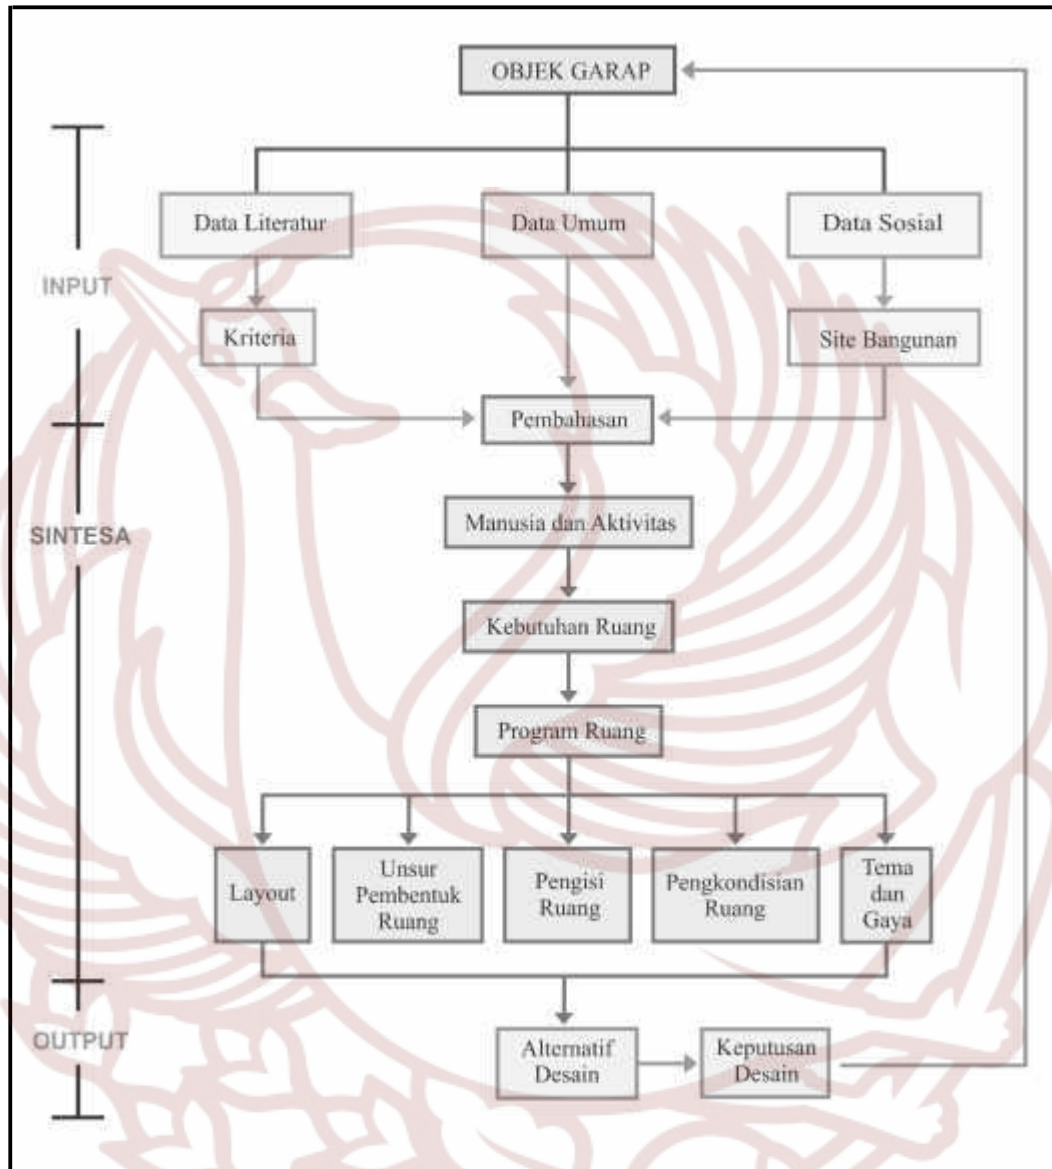 OBJEK GARAP
Data Literatur
Data Umum
Data Sosial
INPUT
Kriteria
Site Bangunan
Pembahasan
Manusia dan Aktivitas
SINTESA
Kebutuhan Ruang
Program Ruang
Layout
Unsur
Pembentuk
Ruang
Pengisi
Ruang
Pengkondisian
Ruang
Tema
dan
Gaya
OUTPUT
Alternatif
Desain
Keputusan
Desain